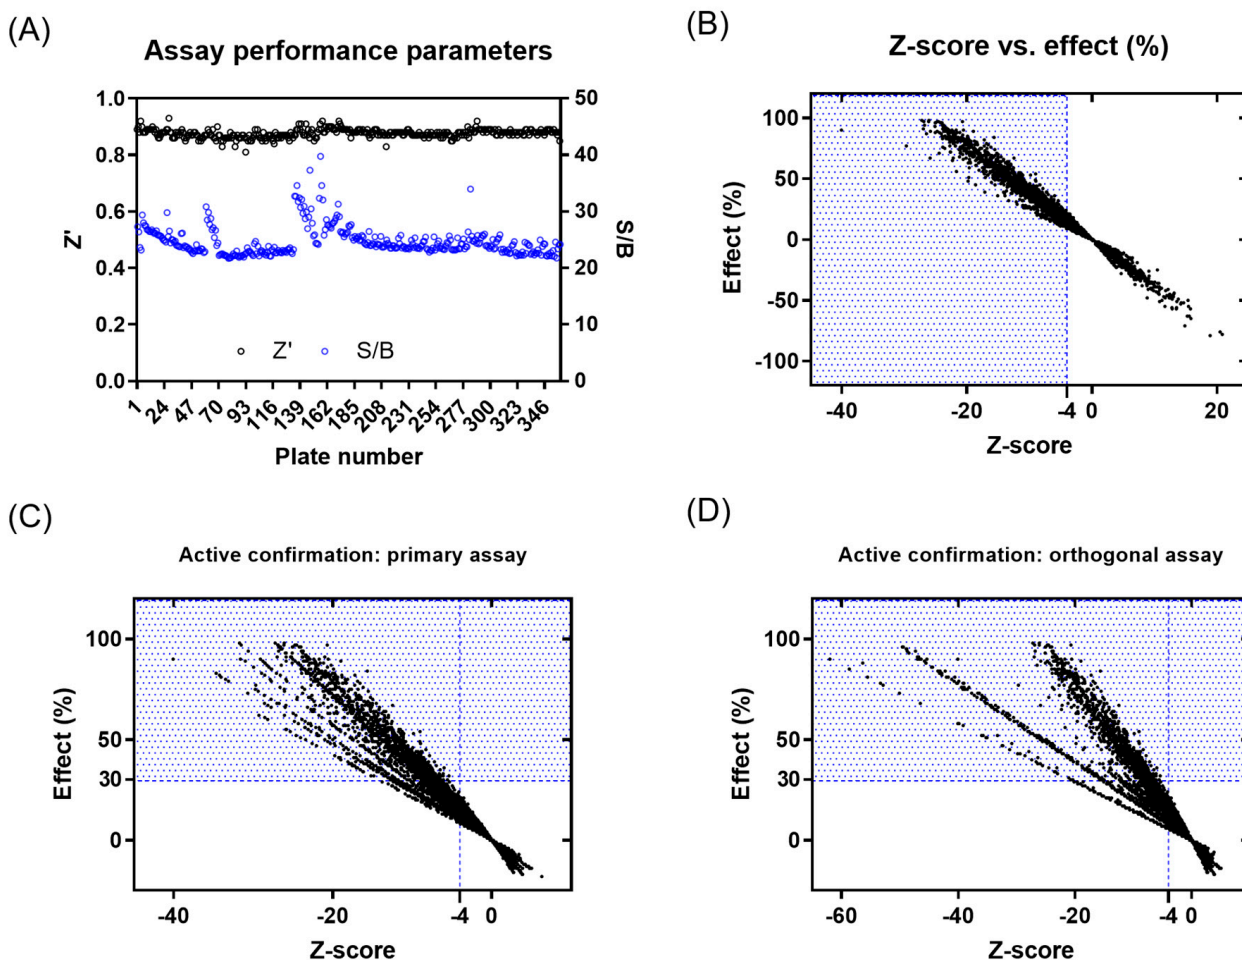 (A)
Assay performance parameters
1.0
0.8
0.6
0.4
0.2
0.0
Z'
50
40
30
20
10
0
S/B
Z' S/B
1 24 47 70 93 116 139 162 185 208 231 254 277 300 323 346
Plate number
(B)
Z-score vs. effect (%)
100
50
0
-50
-100
Effect (%)
-40 -20 -4 0 20
Z-score
(C)
Active confirmation: primary assay
100
50
30
0
Effect (%)
-40 -20 -4 0
Z-score
(D)
Active confirmation: orthogonal assay
100
50
30
0
Effect (%)
-60 -40 -20 -4 0
Z-score